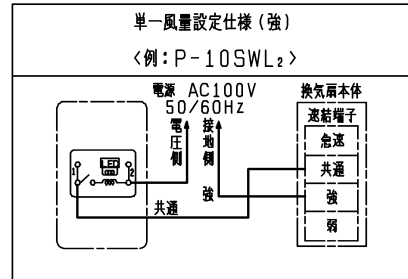 単一風量設定仕様（強）
＜例：P-10SWL₂＞
電源 AC100V
50/60Hz
換気扇本体
速結端子
電圧側
接地側
急速
共通
強
弱
LED
1
2
強
共通